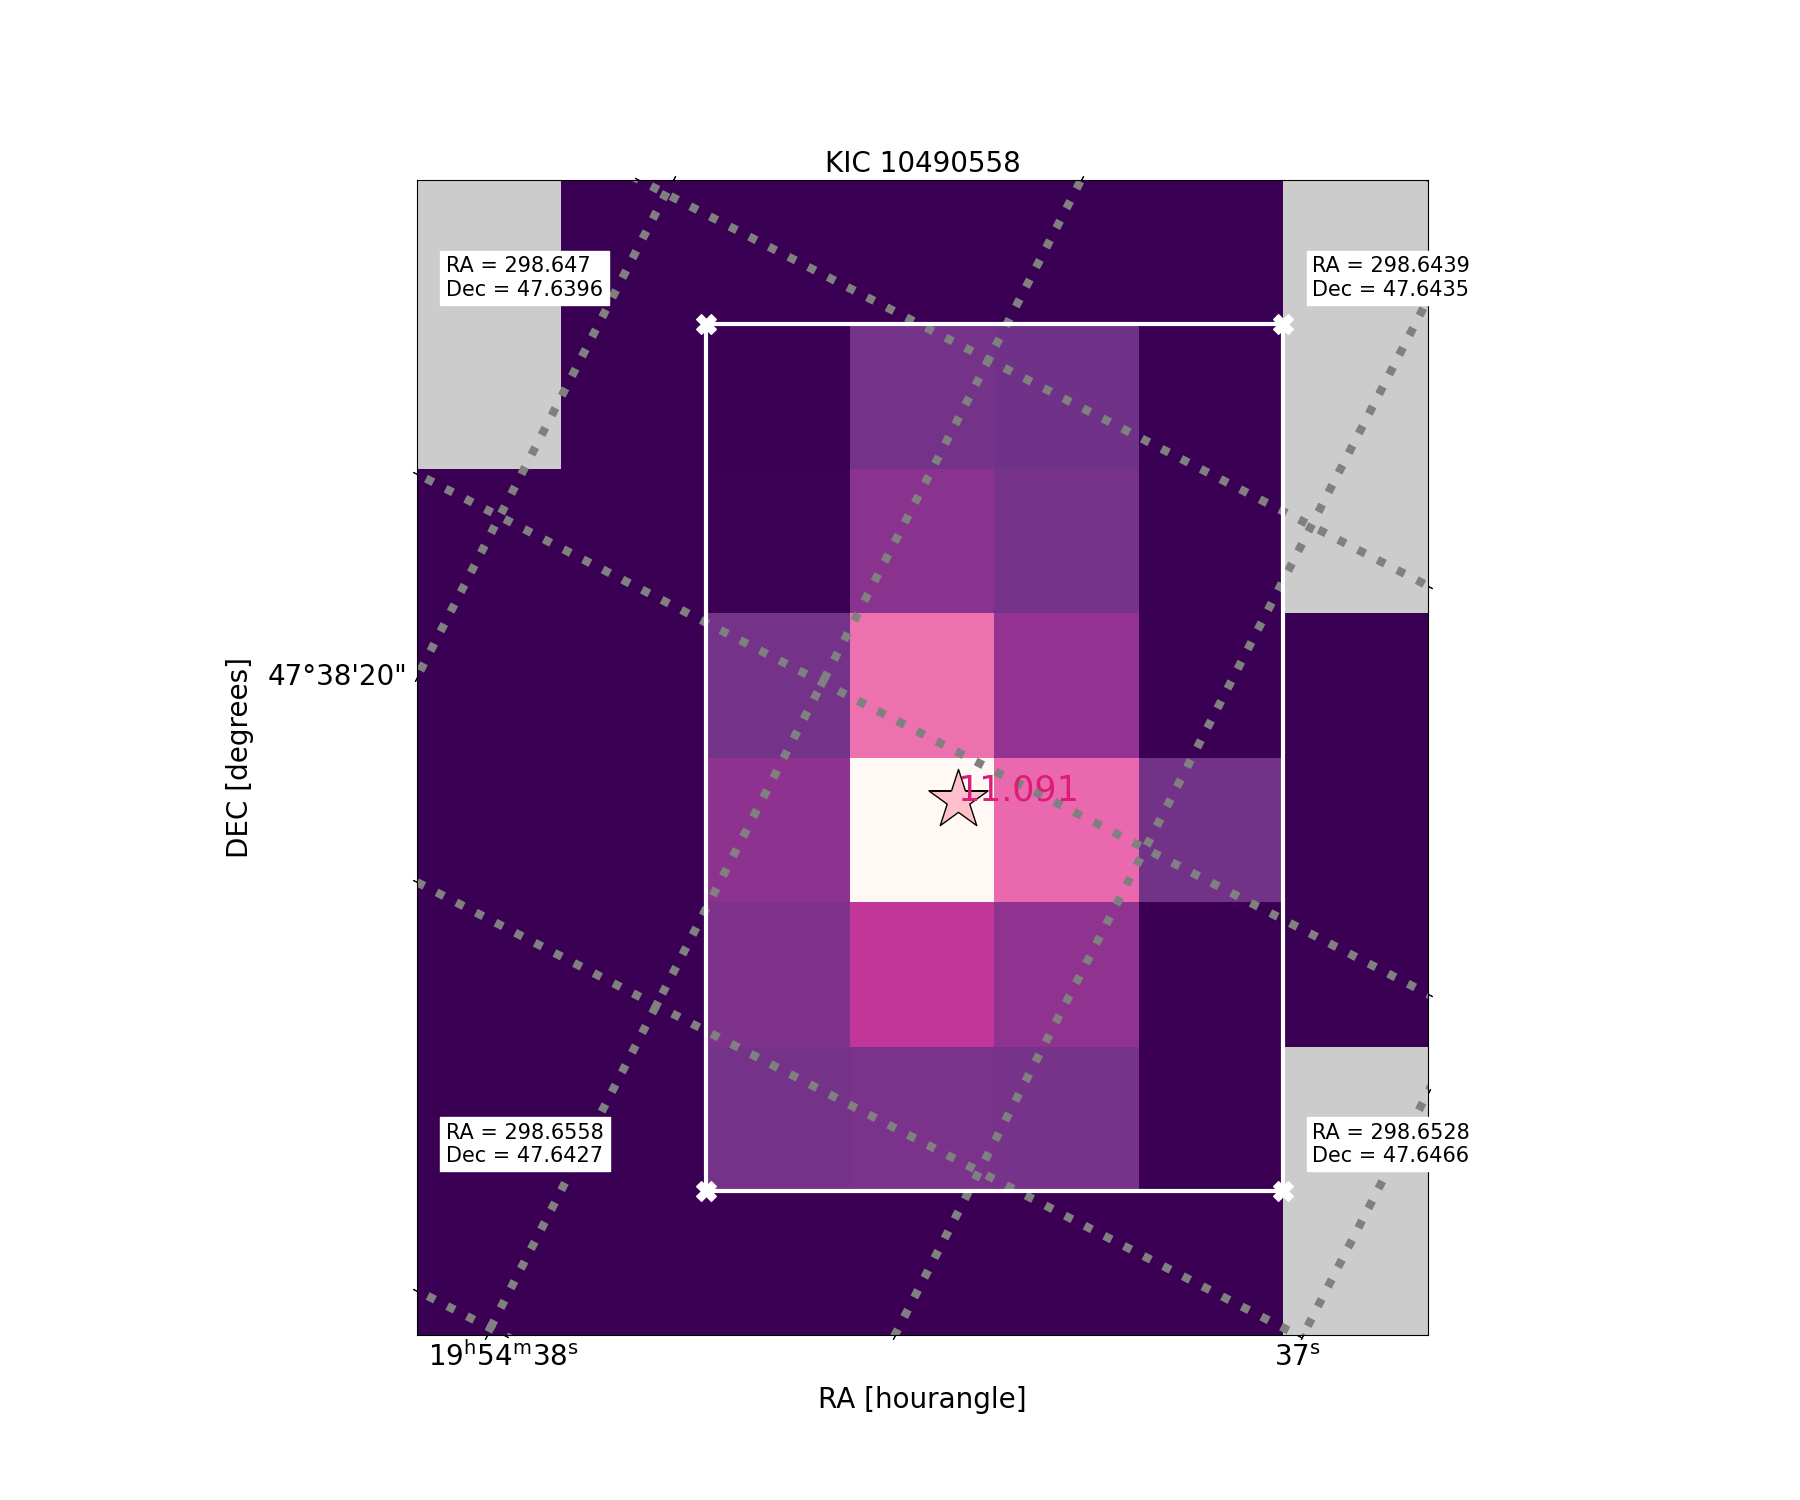 KIC 10490558
RA = 298.647
Dec = 47.6396
RA = 298.6439
Dec = 47.6435
47°38'20"
11.091
DEC [degrees]
RA = 298.6558
Dec = 47.6427
RA = 298.6528
Dec = 47.6466
19h54m38s
37s
RA [hourangle]